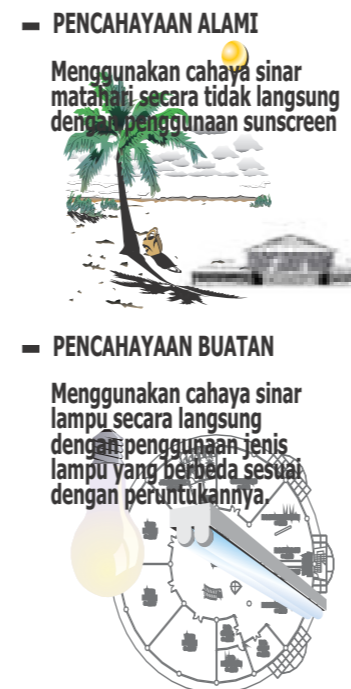 – PENCAHAYAAN ALAMI
Menggunakan cahaya sinar
matahari secara tidak langsung
dengan penggunaan sunscreen
– PENCAHAYAAN BUATAN
Menggunakan cahaya sinar
lampu secara langsung
dengan penggunaan jenis
lampu yang berbeda sesuai
dengan peruntukannya.